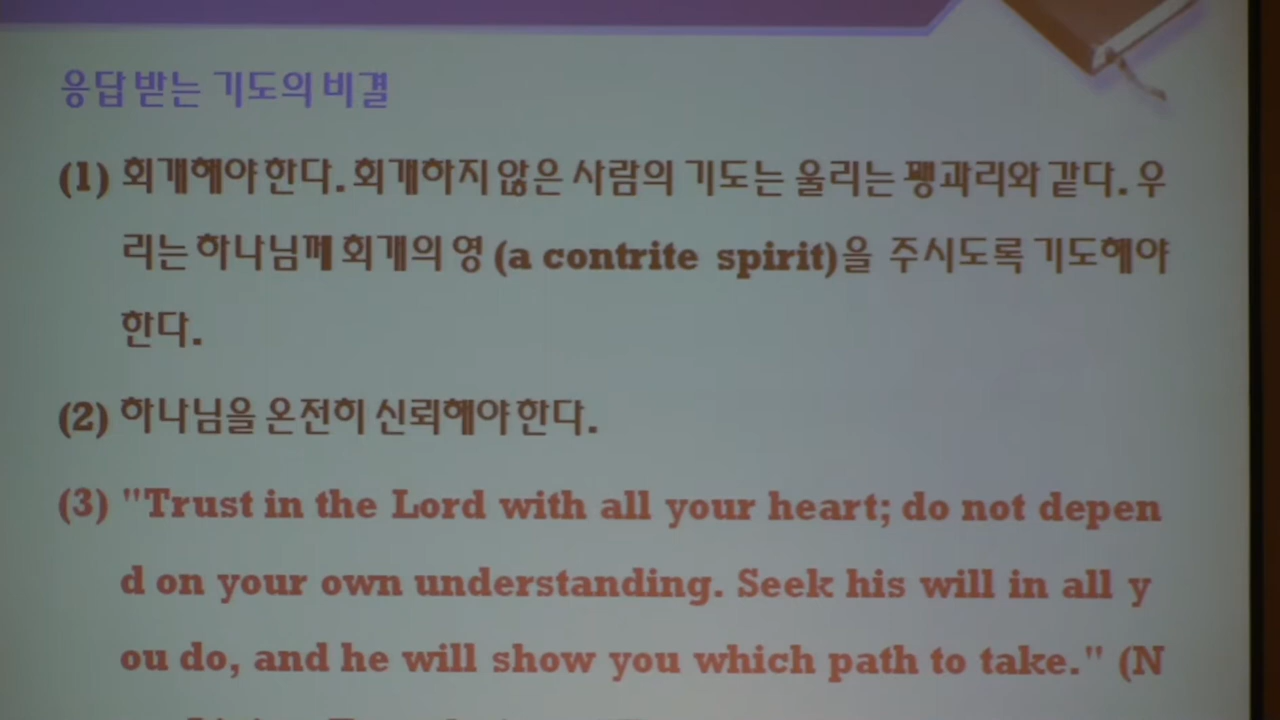 응답 받는 기도의 비결
(1) 회개해야 한다. 회개하지 않은 사람의 기도는 울리는 꽹과리와 같다. 우
리는 하나님께 회개의 영 (a contrite spirit)을 주시도록 기도해야
한다.
(2) 하나님을 온전히 신뢰해야 한다.
(3) "Trust in the Lord with all your heart; do not depen
d on your own understanding. Seek his will in all y
ou do, and he will show you which path to take." (N